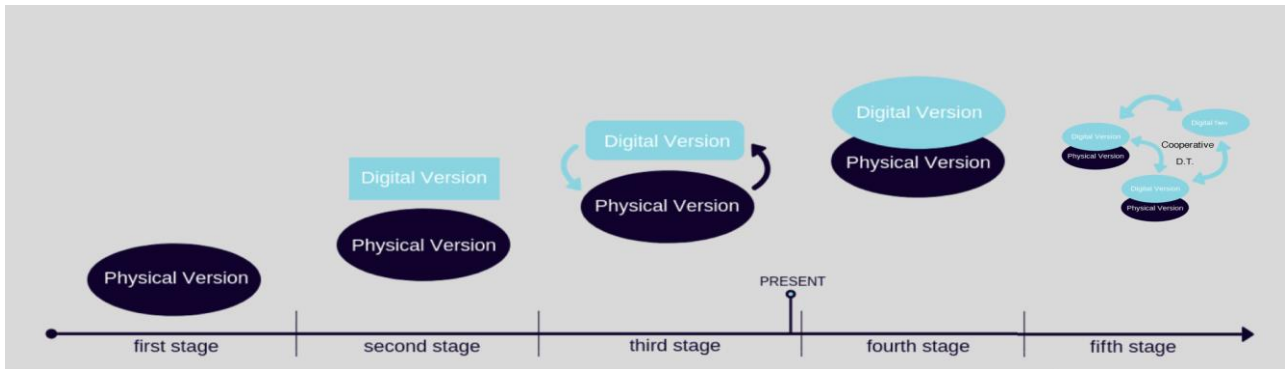 Physical Version
first stage
Digital Version
Physical Version
second stage
Digital Version
Physical Version
third stage
PRESENT
Digital Version
Physical Version
fourth stage
Digital Version
Physical Version
Digital
Cooperative
D.T.
Digital Version
Physical Version
fifth stage